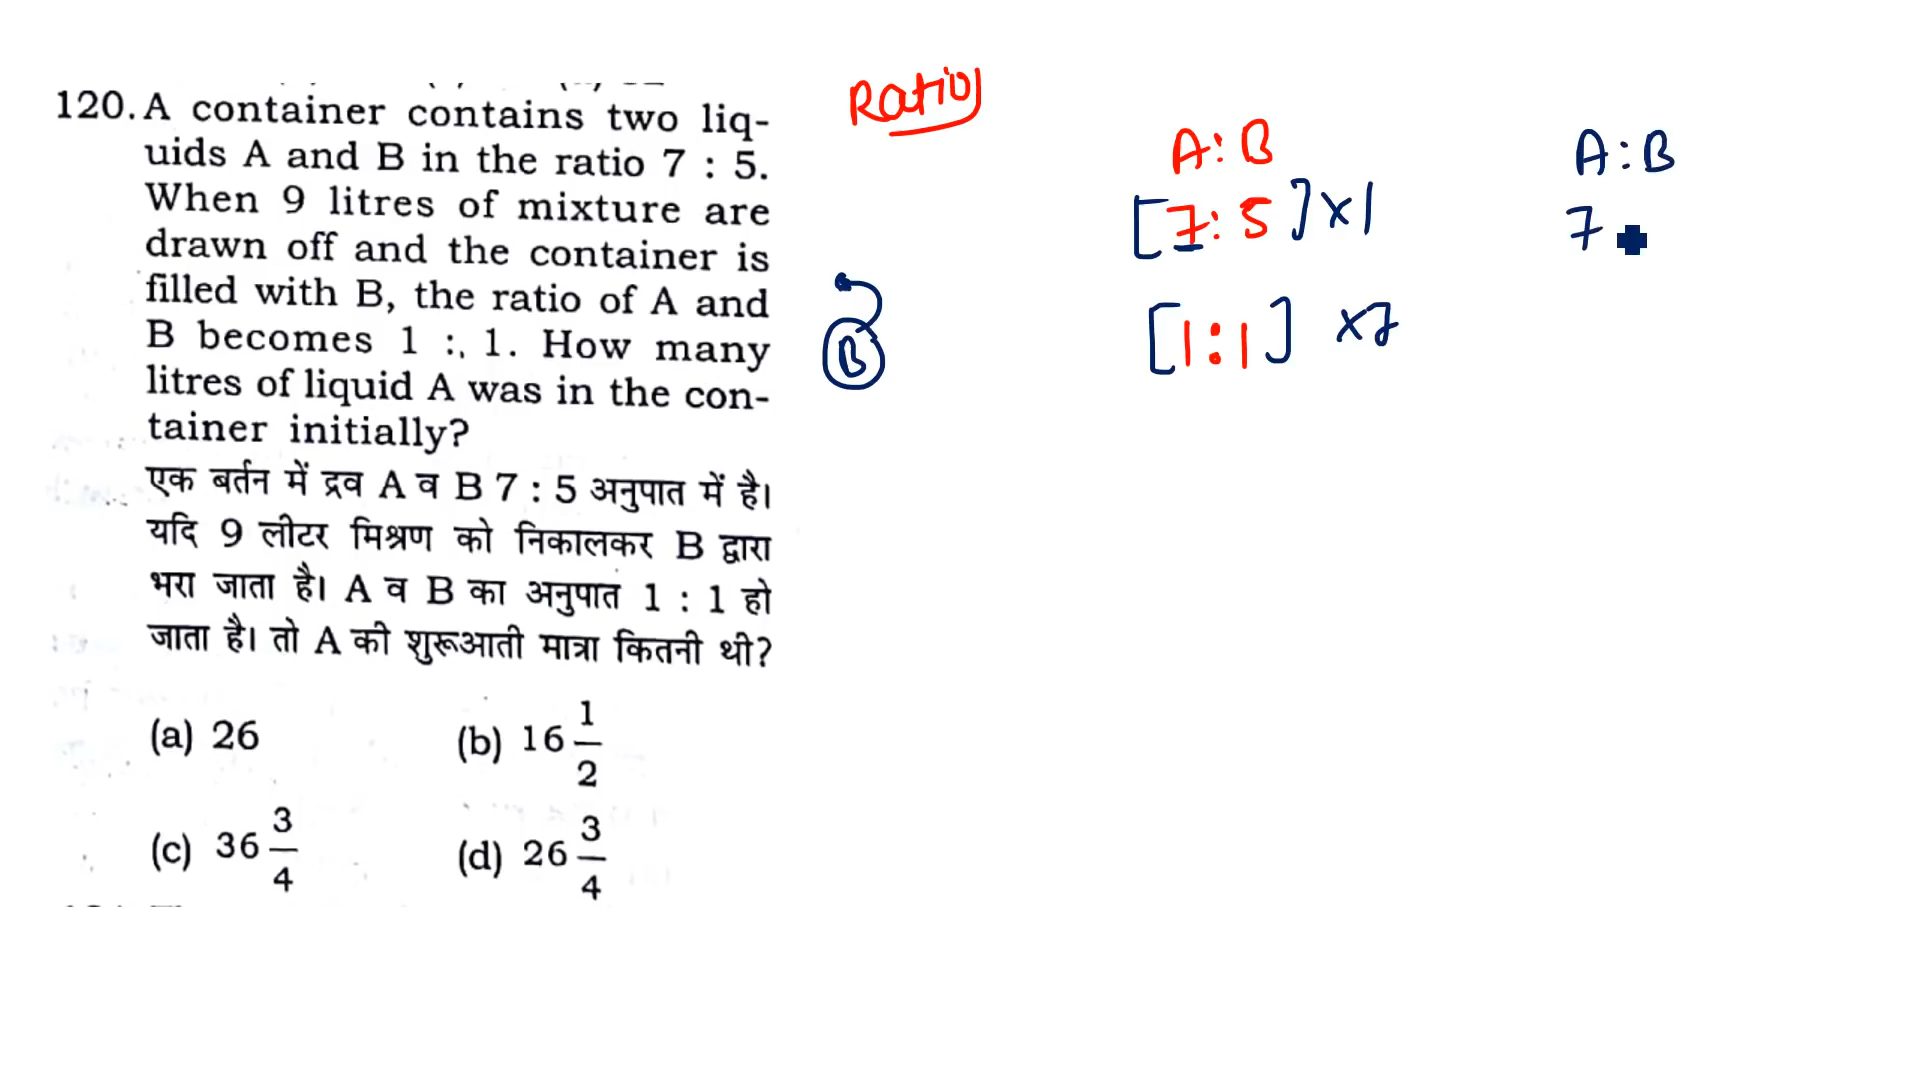 120. A container contains two liq-
uids A and B in the ratio 7 : 5.
When 9 litres of mixture are
drawn off and the container is
filled with B, the ratio of A and
B becomes 1 : 1. How many
litres of liquid A was in the con-
tainer initially?
एक बर्तन में द्रव A व B 7 : 5 अनुपात में है।
यदि 9 लीटर मिश्रण को निकालकर B द्वारा
भरा जाता है। A व B का अनुपात 1 : 1 हो
जाता है। तो A की शुरूआती मात्रा कितनी थी?
(a) 26 (b) 16 1/2
(c) 36 3/4 (d) 26 3/4
Ratio
B
A:B
[7:5]×1
[1:1] ×7
A:B
7